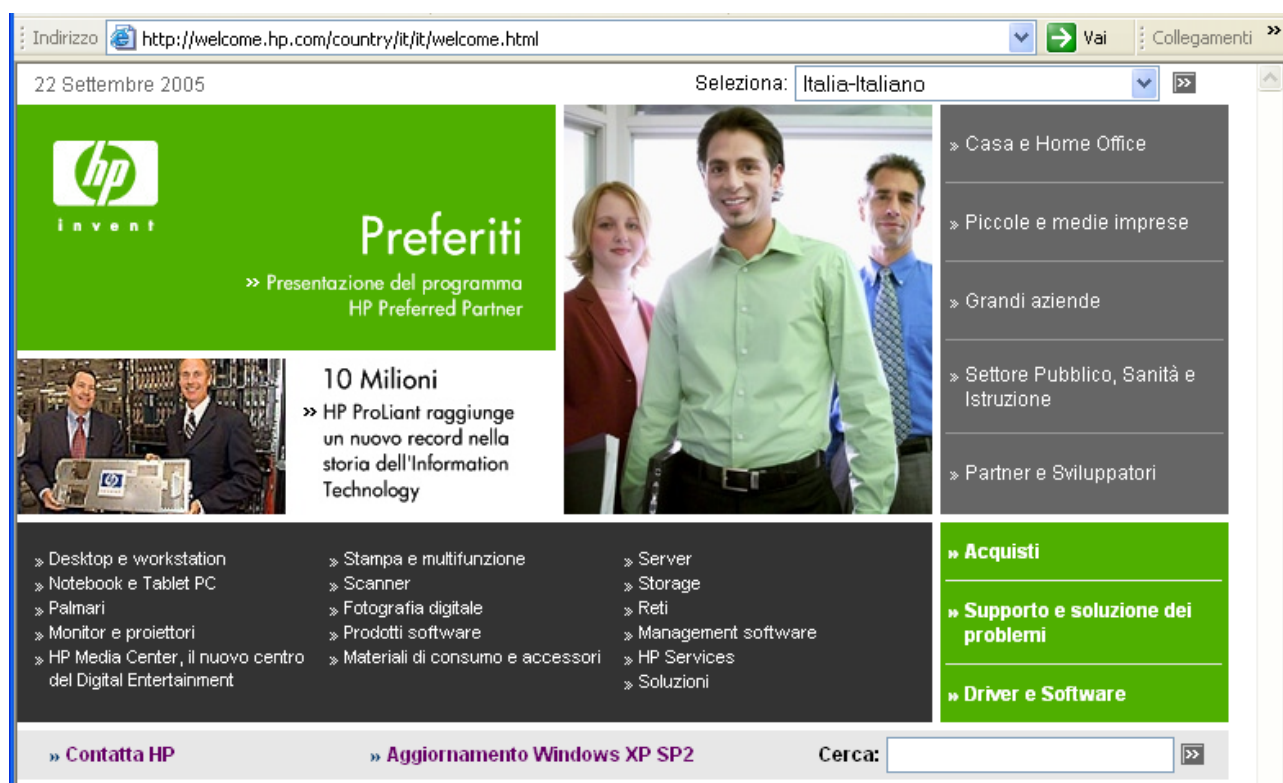 Indirizzo http://welcome.hp.com/country/it/it/welcome.html Vai Collegamenti »
22 Settembre 2005 Seleziona: Italia-Italiano »
hp
invent
Preferiti
» Presentazione del programma
HP Preferred Partner
10 Milioni
» HP ProLiant raggiunge
un nuovo record nella
storia dell'Information
Technology
» Casa e Home Office
» Piccole e medie imprese
» Grandi aziende
» Settore Pubblico, Sanità e
Istruzione
» Partner e Sviluppatori
» Desktop e workstation
» Notebook e Tablet PC
» Palmari
» Monitor e proiettori
» HP Media Center, il nuovo centro
del Digital Entertainment
» Stampa e multifunzione
» Scanner
» Fotografia digitale
» Prodotti software
» Materiali di consumo e accessori
» Server
» Storage
» Reti
» Management software
» HP Services
» Soluzioni
» Acquisti
» Supporto e soluzione dei
problemi
» Driver e Software
» Contatta HP » Aggiornamento Windows XP SP2 Cerca: »